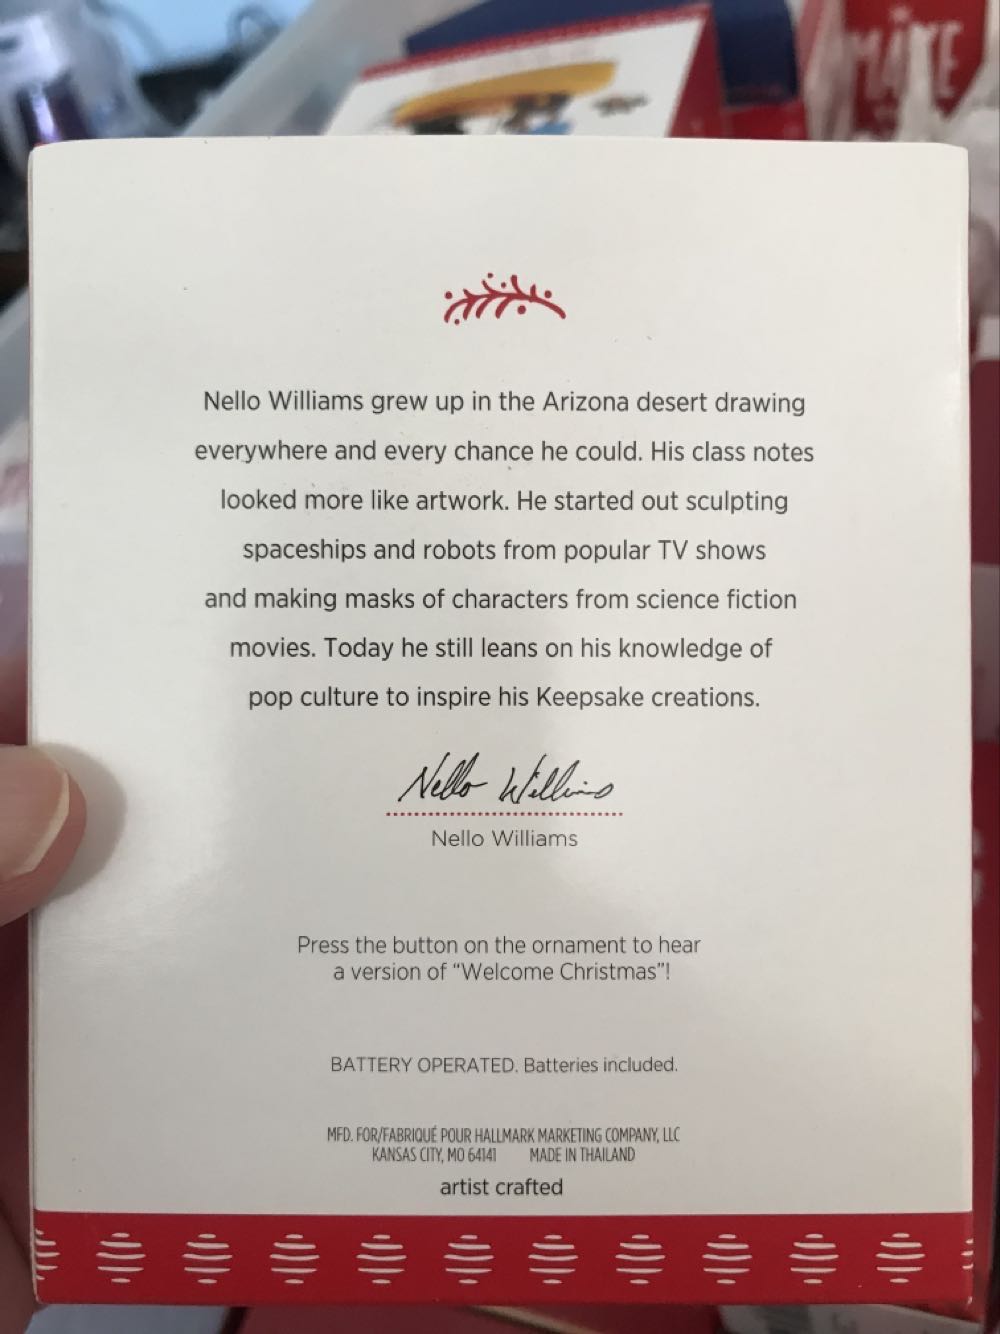 MAKE
Nello Williams grew up in the Arizona desert drawing
everywhere and every chance he could. His class notes
looked more like artwork. He started out sculpting
spaceships and robots from popular TV shows
and making masks of characters from science fiction
movies. Today he still leans on his knowledge of
pop culture to inspire his Keepsake creations.
Nello Williams
Nello Williams
Press the button on the ornament to hear
a version of “Welcome Christmas”!
BATTERY OPERATED. Batteries included.
MFD. FOR/FABRIQUÉ POUR HALLMARK MARKETING COMPANY, LLC
KANSAS CITY, MO 64141 MADE IN THAILAND
artist crafted